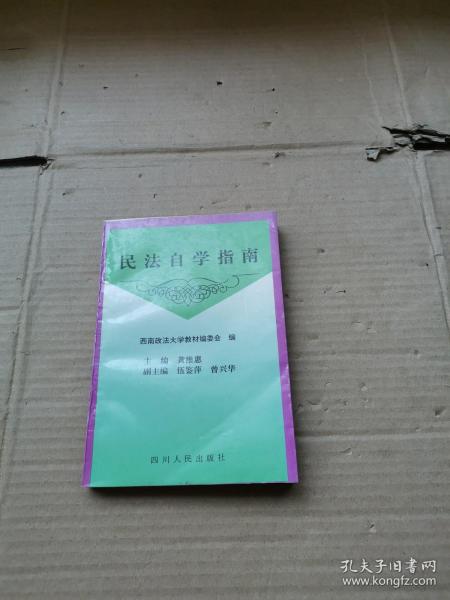 民法自学指南
西南政法大学教材编委会 编
主 编 黄维惠
副主编 伍鉴萍 曾兴华
四川人民出版社
孔夫子旧书网
www.kongfz.com